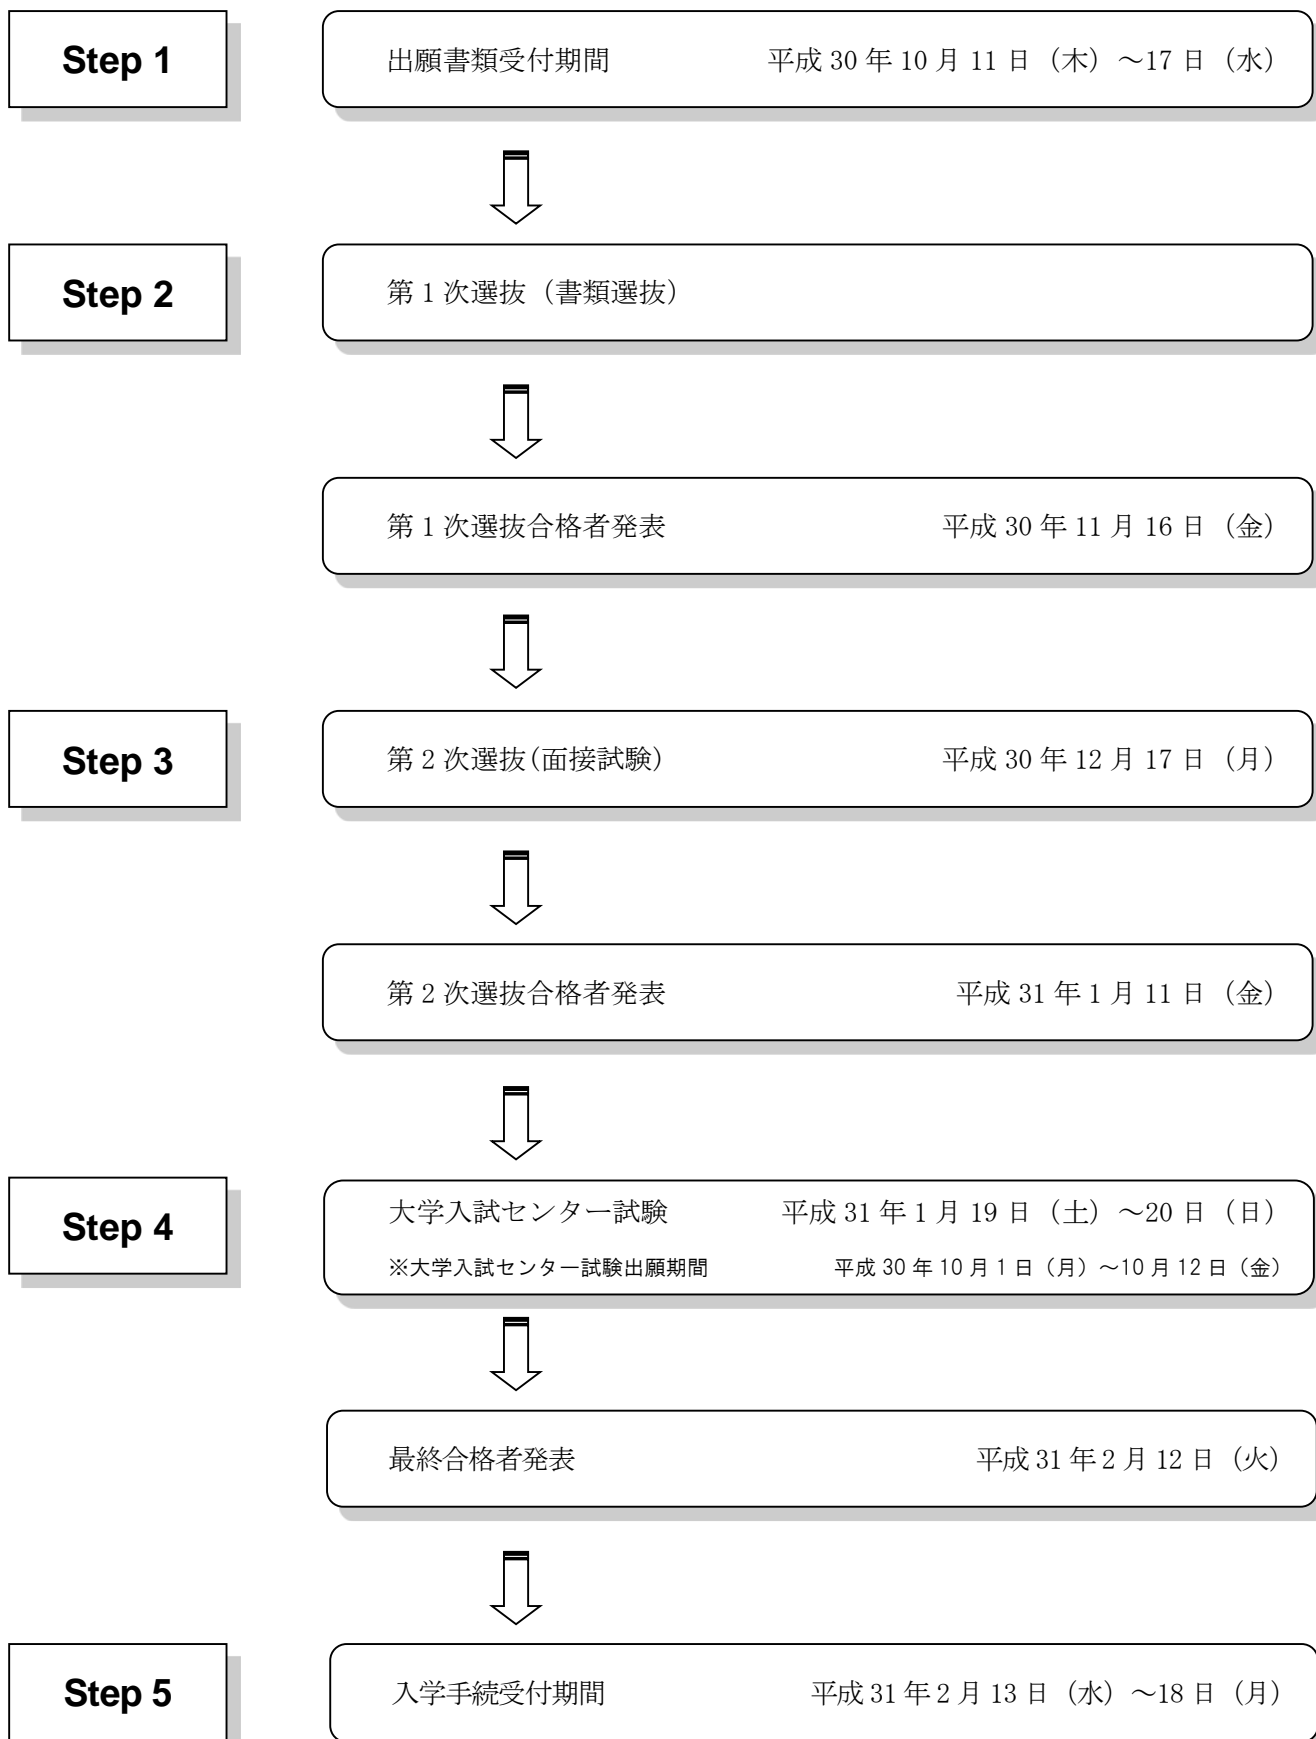 Step 1
出願書類受付期間 平成 30 年 10 月 11 日（木）～17 日（水）
Step 2
第 1 次選抜（書類選抜）
第 1 次選抜合格者発表 平成 30 年 11 月 16 日（金）
Step 3
第 2 次選抜(面接試験) 平成 30 年 12 月 17 日（月）
第 2 次選抜合格者発表 平成 31 年 1 月 11 日（金）
Step 4
大学入試センター試験 平成 31 年 1 月 19 日（土）～20 日（日）
※大学入試センター試験出願期間 平成 30 年 10 月 1 日（月）～10 月 12 日（金）
最終合格者発表 平成 31 年 2 月 12 日（火）
Step 5
入学手続受付期間 平成 31 年 2 月 13 日（水）～18 日（月）